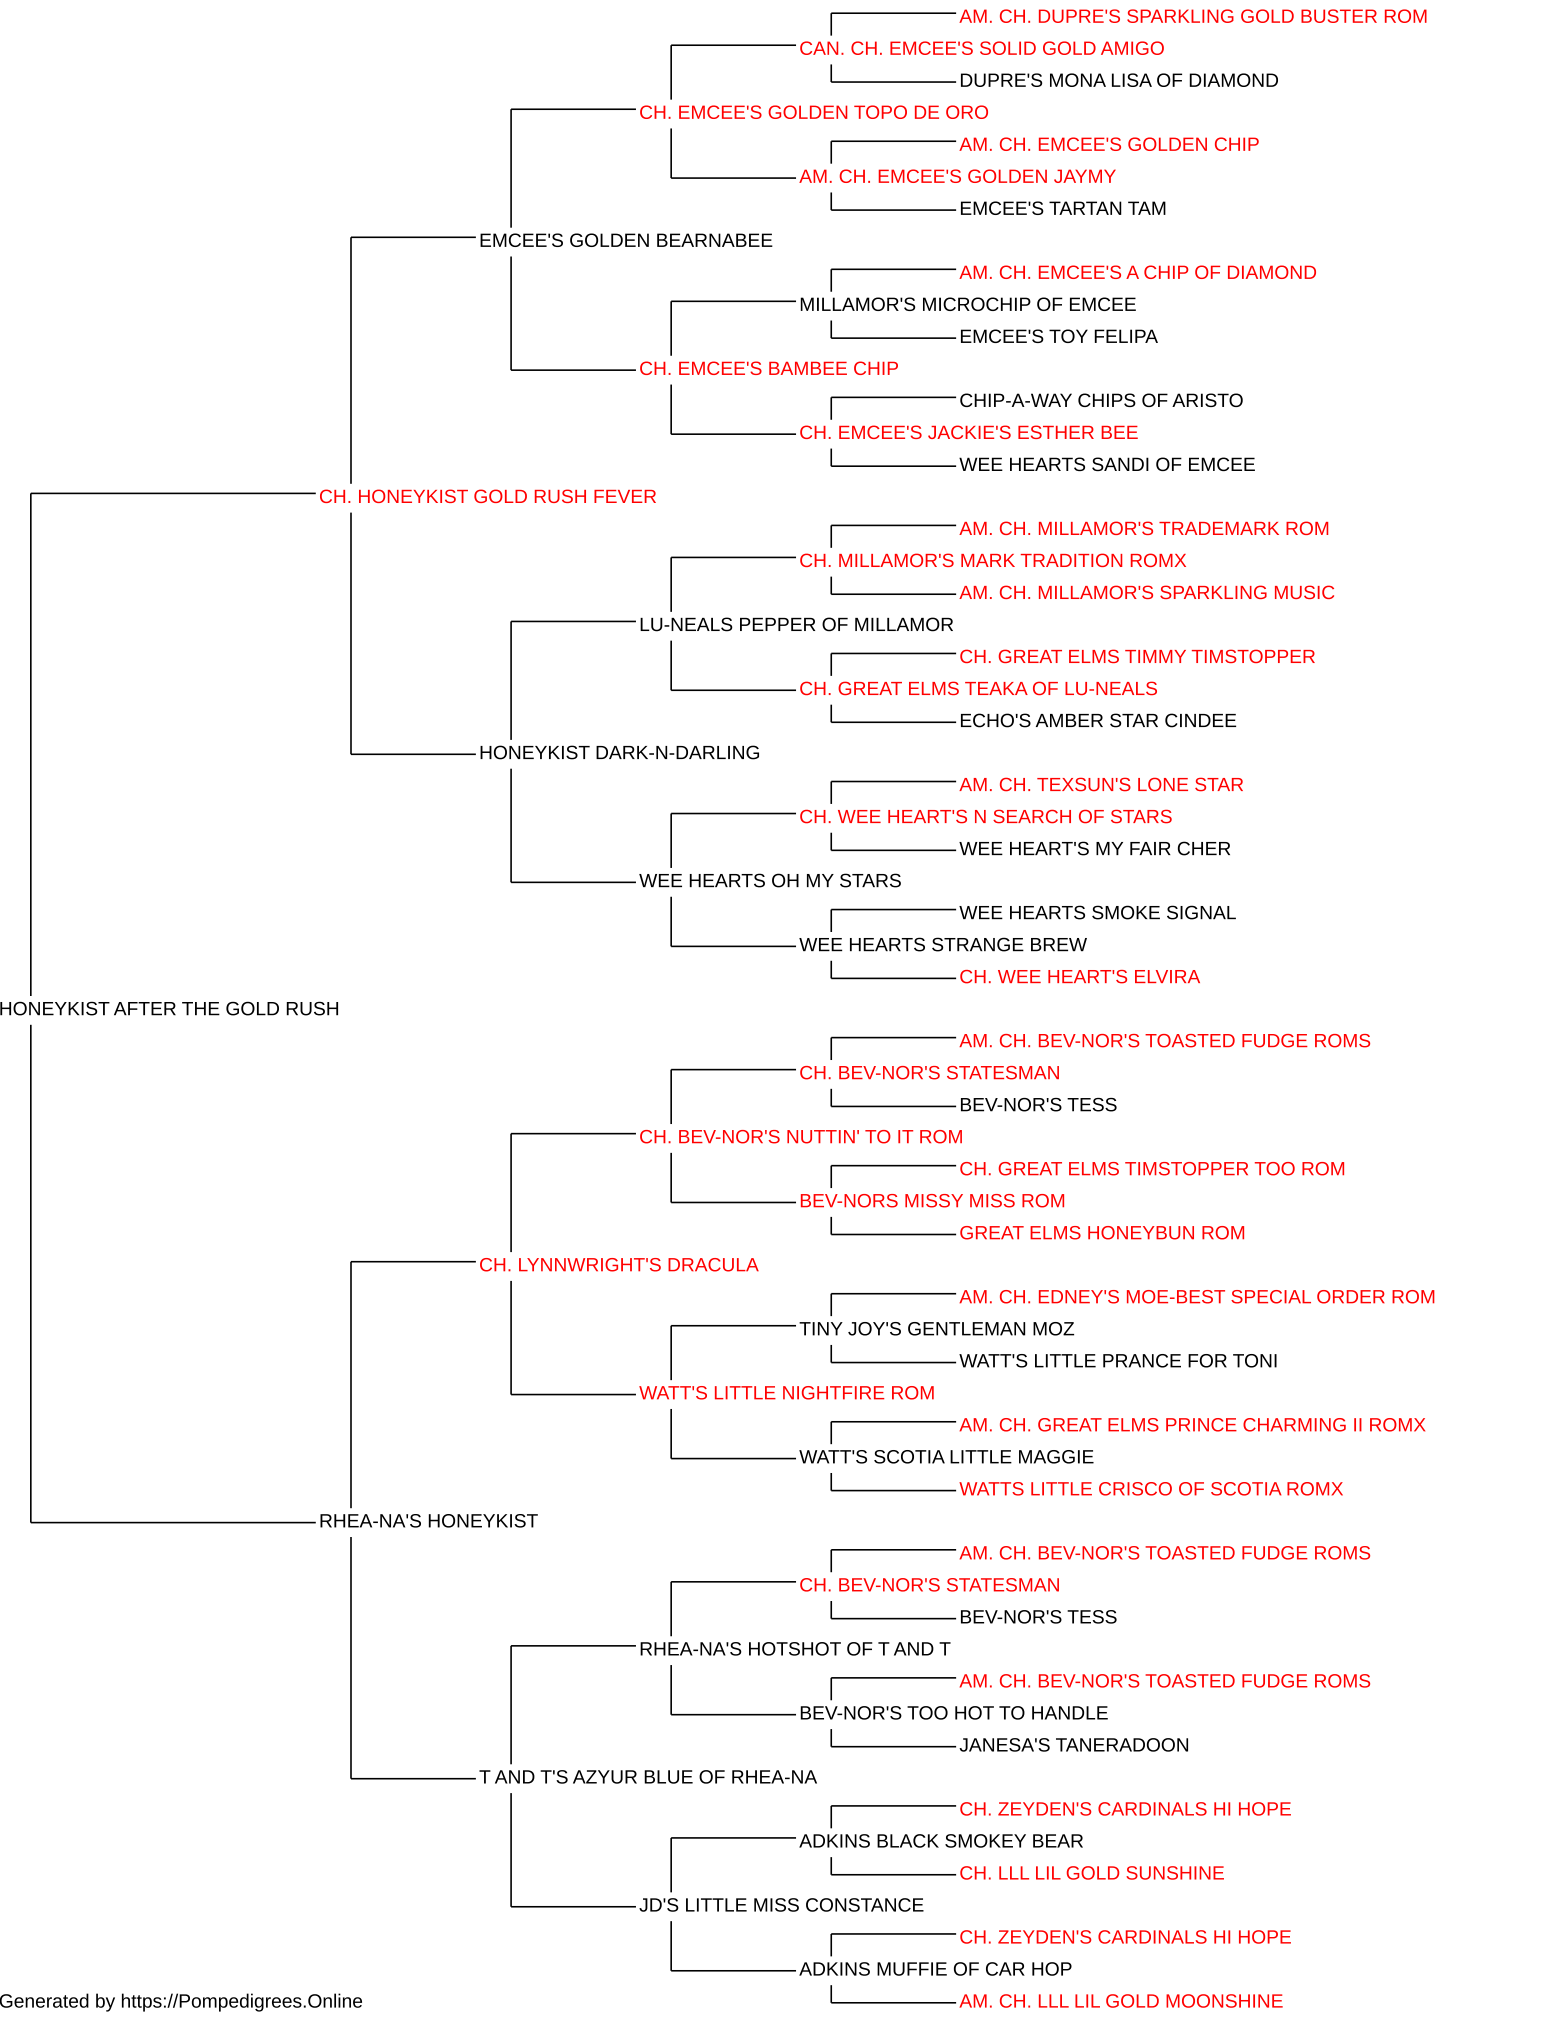 AM. CH. DUPRE'S SPARKLING GOLD BUSTER ROM
CAN. CH. EMCEE'S SOLID GOLD AMIGO
DUPRE'S MONA LISA OF DIAMOND
CH. EMCEE'S GOLDEN TOPO DE ORO
AM. CH. EMCEE'S GOLDEN CHIP
AM. CH. EMCEE'S GOLDEN JAYMY
EMCEE'S TARTAN TAM
EMCEE'S GOLDEN BEARNABEE
AM. CH. EMCEE'S A CHIP OF DIAMOND
MILLAMOR'S MICROCHIP OF EMCEE
EMCEE'S TOY FELIPA
CH. EMCEE'S BAMBEE CHIP
CHIP-A-WAY CHIPS OF ARISTO
CH. EMCEE'S JACKIE'S ESTHER BEE
WEE HEARTS SANDI OF EMCEE
CH. HONEYKIST GOLD RUSH FEVER
AM. CH. MILLAMOR'S TRADEMARK ROM
CH. MILLAMOR'S MARK TRADITION ROMX
AM. CH. MILLAMOR'S SPARKLING MUSIC
LU-NEALS PEPPER OF MILLAMOR
CH. GREAT ELMS TIMMY TIMSTOPPER
CH. GREAT ELMS TEAKA OF LU-NEALS
ECHO'S AMBER STAR CINDEE
HONEYKIST DARK-N-DARLING
AM. CH. TEXSUN'S LONE STAR
CH. WEE HEART'S N SEARCH OF STARS
WEE HEART'S MY FAIR CHER
WEE HEARTS OH MY STARS
WEE HEARTS SMOKE SIGNAL
WEE HEARTS STRANGE BREW
CH. WEE HEART'S ELVIRA
HONEYKIST AFTER THE GOLD RUSH
AM. CH. BEV-NOR'S TOASTED FUDGE ROMS
CH. BEV-NOR'S STATESMAN
BEV-NOR'S TESS
CH. BEV-NOR'S NUTTIN' TO IT ROM
CH. GREAT ELMS TIMSTOPPER TOO ROM
BEV-NORS MISSY MISS ROM
GREAT ELMS HONEYBUN ROM
CH. LYNNWRIGHT'S DRACULA
AM. CH. EDNEY'S MOE-BEST SPECIAL ORDER ROM
TINY JOY'S GENTLEMAN MOZ
WATT'S LITTLE PRANCE FOR TONI
WATT'S LITTLE NIGHTFIRE ROM
AM. CH. GREAT ELMS PRINCE CHARMING II ROMX
WATT'S SCOTIA LITTLE MAGGIE
WATTS LITTLE CRISCO OF SCOTIA ROMX
RHEA-NA'S HONEYKIST
AM. CH. BEV-NOR'S TOASTED FUDGE ROMS
CH. BEV-NOR'S STATESMAN
BEV-NOR'S TESS
RHEA-NA'S HOTSHOT OF T AND T
AM. CH. BEV-NOR'S TOASTED FUDGE ROMS
BEV-NOR'S TOO HOT TO HANDLE
JANESA'S TANERADOON
T AND T'S AZYUR BLUE OF RHEA-NA
CH. ZEYDEN'S CARDINALS HI HOPE
ADKINS BLACK SMOKEY BEAR
CH. LLL LIL GOLD SUNSHINE
JD'S LITTLE MISS CONSTANCE
CH. ZEYDEN'S CARDINALS HI HOPE
ADKINS MUFFIE OF CAR HOP
AM. CH. LLL LIL GOLD MOONSHINE
Generated by https://Pompedigrees.Online